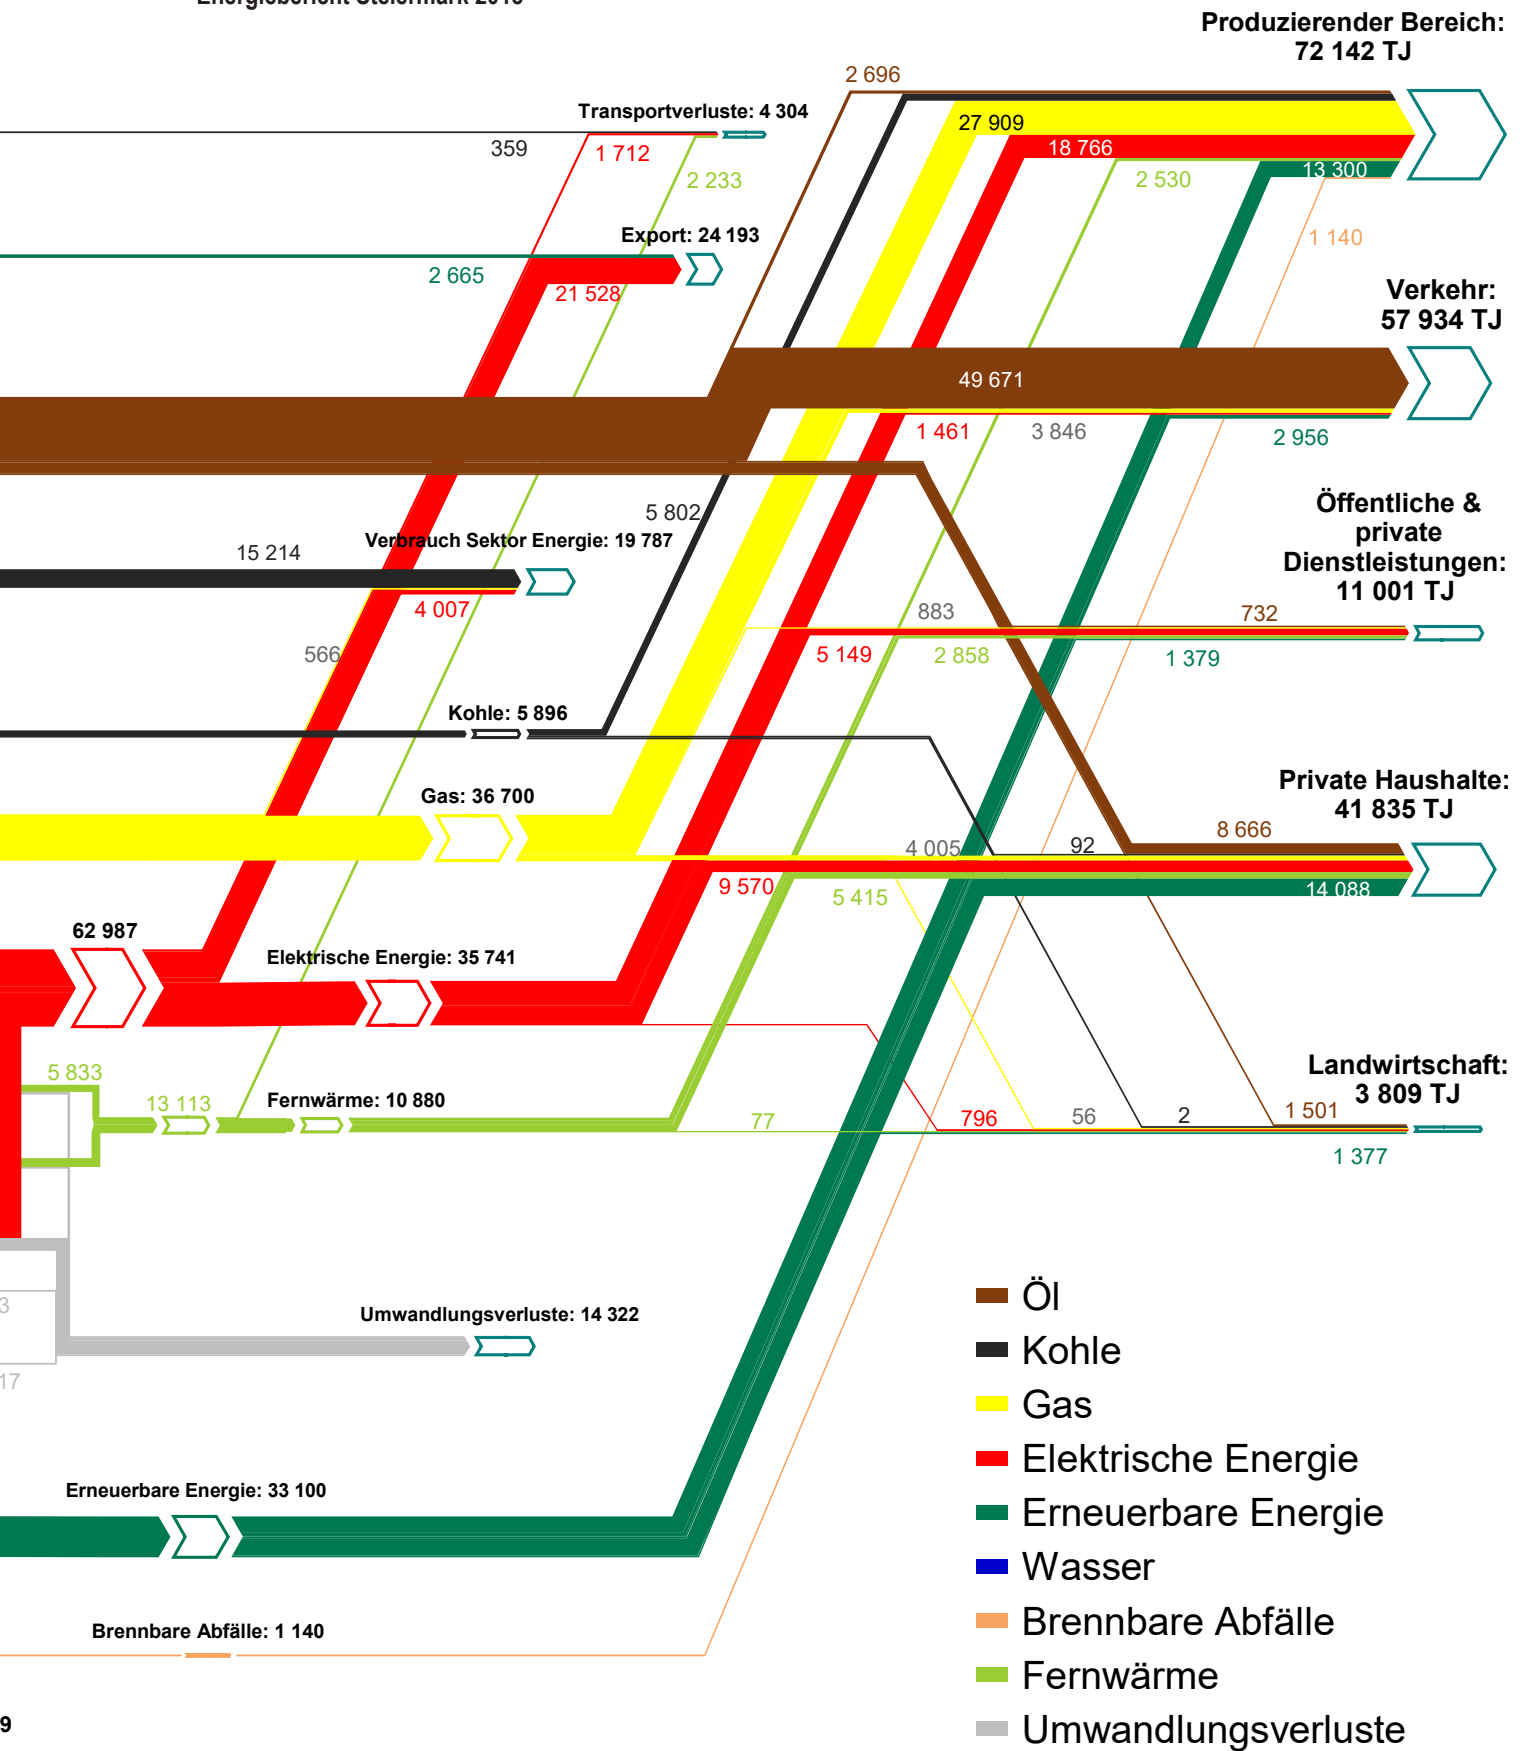 Produzierender Bereich:
72 142 TJ
2 696
Transportverluste: 4 304
27 909
359
1 712
18 766
2 233
2 530
13 300
Export: 24 193
1 140
2 665
21 528
Verkehr:
57 934 TJ
49 671
1 461
3 846
2 956
Öffentliche &
private
Dienstleistungen:
11 001 TJ
5 802
15 214
Verbrauch Sektor Energie: 19 787
4 007
883
732
566
5 149
2 858
1 379
Kohle: 5 896
Private Haushalte:
41 835 TJ
Gas: 36 700
8 666
4 005
92
9 570
5 415
14 088
62 987
Elektrische Energie: 35 741
Landwirtschaft:
3 809 TJ
5 833
13 113
Fernwärme: 10 880
77
796
56
2
1 501
1 377
3
Umwandlungsverluste: 14 322
17
Erneuerbare Energie: 33 100
Brennbare Abfälle: 1 140
9
Öl
Kohle
Gas
Elektrische Energie
Erneuerbare Energie
Wasser
Brennbare Abfälle
Fernwärme
Umwandlungsverluste